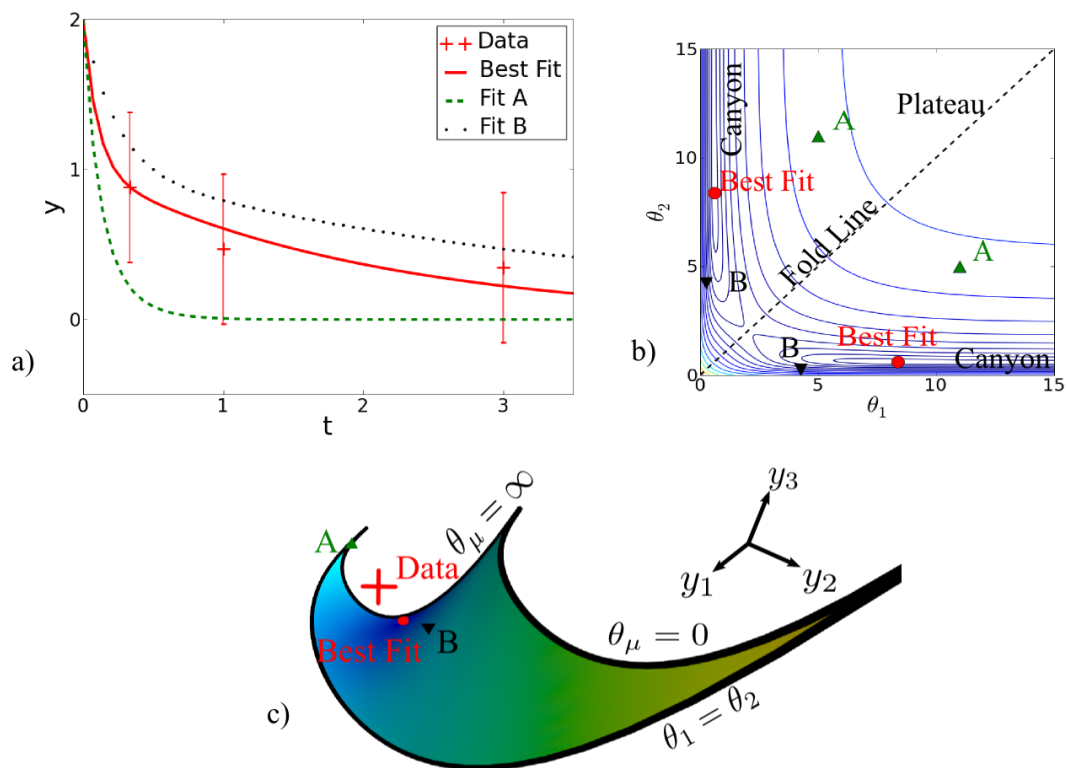 2
1
0
y
0
1
2
3
t
Data
Best Fit
Fit A
Fit B
a)
15
10
5
0
θ₂
0
5
10
15
θ₁
Canyon
Plateau
A
Best Fit
Fold Line
A
B
Best Fit
B
Canyon
b)
A
θμ = ∞
Data
Best Fit
B
y₃
y₁
y₂
θμ = 0
θ₁ = θ₂
c)